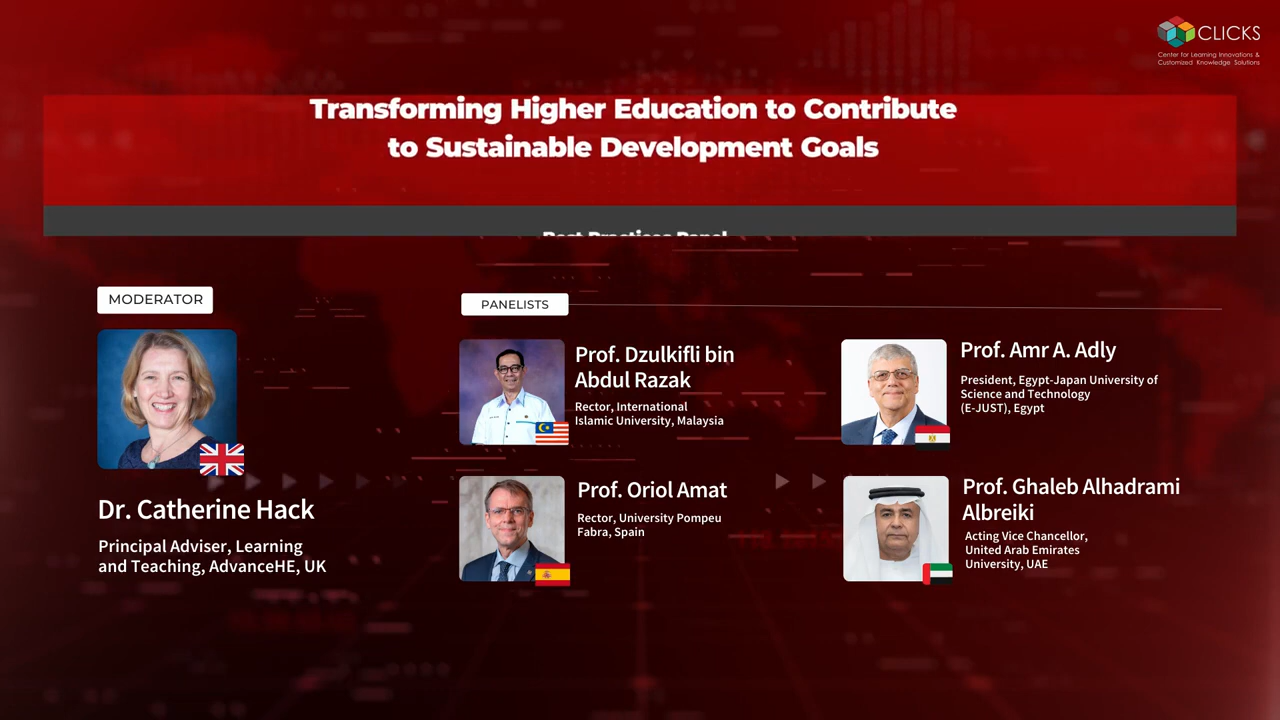 CLICKS
Center for Learning Innovations &
Customized Knowledge Solutions
Transforming Higher Education to Contribute
to Sustainable Development Goals
Best Practices Panel
MODERATOR
Dr. Catherine Hack
Principal Adviser, Learning
and Teaching, AdvanceHE, UK
PANELISTS
Prof. Dzulkifli bin
Abdul Razak
Rector, International
Islamic University, Malaysia
Prof. Amr A. Adly
President, Egypt-Japan University of
Science and Technology
(E-JUST), Egypt
Prof. Oriol Amat
Rector, University Pompeu
Fabra, Spain
Prof. Ghaleb Alhadrami
Albreiki
Acting Vice Chancellor,
United Arab Emirates
University, UAE